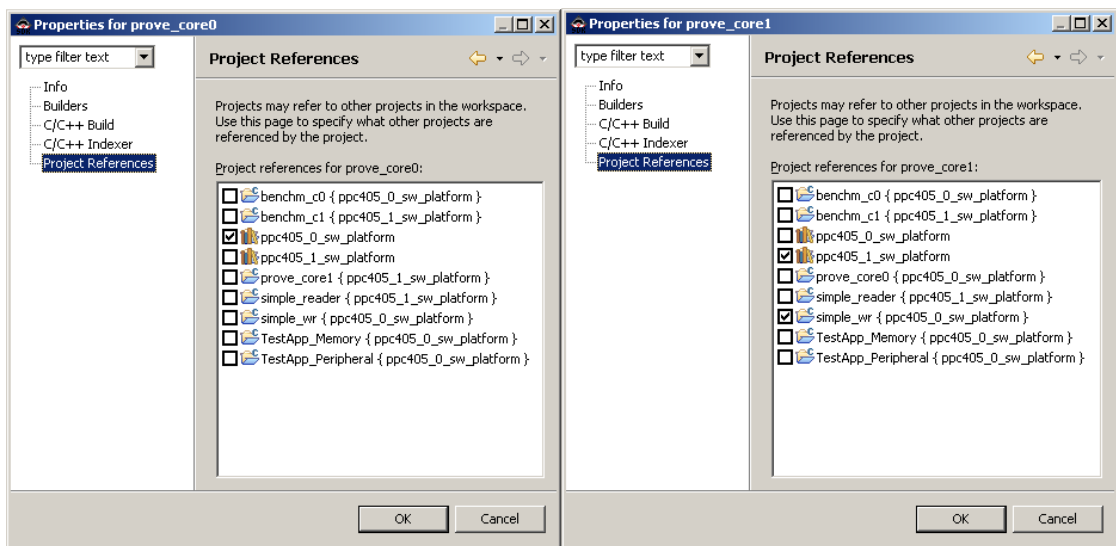 Properties for prove_core0
type filter text
Info
Builders
C/C++ Build
C/C++ Indexer
Project References
Project References
Projects may refer to other projects in the workspace.
Use this page to specify what other projects are
referenced by the project.
Project references for prove_core0:
benchm_c0 { ppc405_0_sw_platform }
benchm_c1 { ppc405_1_sw_platform }
ppc405_0_sw_platform
ppc405_1_sw_platform
prove_core1 { ppc405_1_sw_platform }
simple_reader { ppc405_1_sw_platform }
simple_wr { ppc405_0_sw_platform }
TestApp_Memory { ppc405_0_sw_platform }
TestApp_Peripheral { ppc405_0_sw_platform }
OK
Cancel
Properties for prove_core1
type filter text
Info
Builders
C/C++ Build
C/C++ Indexer
Project References
Project References
Projects may refer to other projects in the workspace.
Use this page to specify what other projects are
referenced by the project.
Project references for prove_core1:
benchm_c0 { ppc405_0_sw_platform }
benchm_c1 { ppc405_1_sw_platform }
ppc405_0_sw_platform
ppc405_1_sw_platform
prove_core0 { ppc405_0_sw_platform }
simple_reader { ppc405_1_sw_platform }
simple_wr { ppc405_0_sw_platform }
TestApp_Memory { ppc405_0_sw_platform }
TestApp_Peripheral { ppc405_0_sw_platform }
OK
Cancel